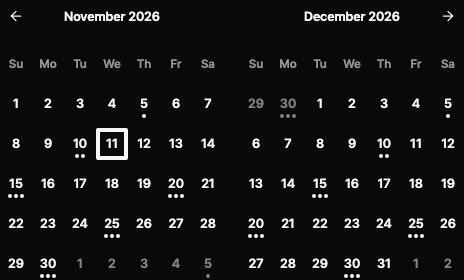 November 2026
Su Mo Tu We Th Fr Sa
1 2 3 4 5 6 7
8 9 10 11 12 13 14
15 16 17 18 19 20 21
22 23 24 25 26 27 28
29 30 1 2 3 4 5
December 2026
Su Mo Tu We Th Fr Sa
29 30 1 2 3 4 5
6 7 8 9 10 11 12
13 14 15 16 17 18 19
20 21 22 23 24 25 26
27 28 29 30 31 1 2